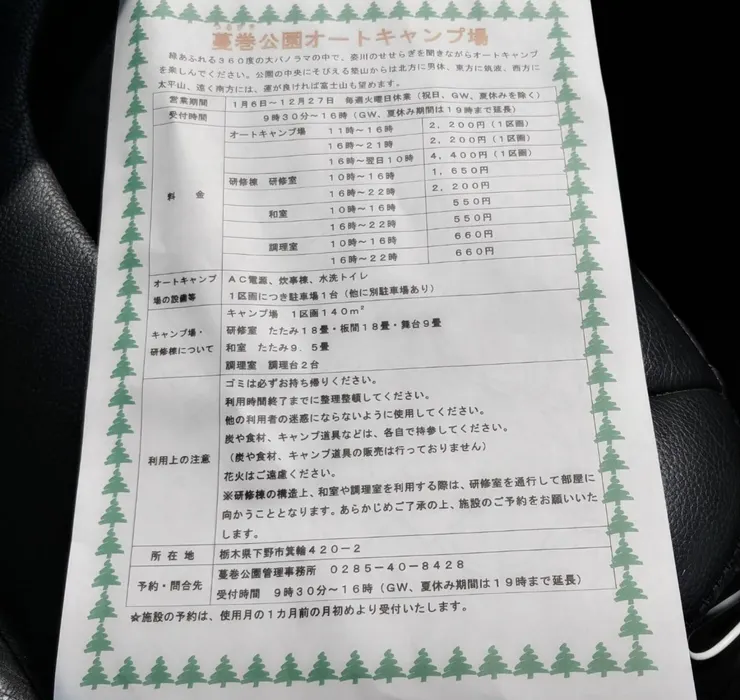 つるまき
蔓巻公園オートキャンプ場
緑あふれる360度の大パノラマの中で、姿川のせせらぎを聞きながらオートキャンプ
を楽しんでください。公園の中央にそびえる築山からは北方に男体、東方に筑波、西方に
太平山、遠く南方には、運が良ければ富士山も望めます。
営業期間 1月6日~12月27日 毎週火曜日休業(祝日、GW、夏休みを除く)
受付時間 9時30分~16時(GW、夏休み期間は19時まで延長)
料 金 オートキャンプ場 11時~16時 2,200円(1区画)
16時~21時 2,200円(1区画)
16時~翌日10時 4,400円(1区画)
研修棟 研修室 10時~16時 1,650円
16時~22時 2,200円
和室 10時~16時 550円
16時~22時 550円
調理室 10時~16時 660円
16時~22時 660円
オートキャンプ場の設備等 AC電源、炊事棟、水洗トイレ
1区画につき駐車場1台(他に別駐車場あり)
キャンプ場・研修棟について キャンプ場 1区画140m²
研修室 たたみ18畳・板間18畳・舞台9畳
和室 たたみ9.5畳
調理室 調理台2台
利用上の注意 ゴミは必ずお持ち帰りください。
利用時間終了までに整理整頓してください。
他の利用者の迷惑にならないように使用してください。
炭や食材、キャンプ道具などは、各自で持参してください。
(炭や食材、キャンプ道具の販売は行っておりません)
花火はご遠慮ください。
※研修棟の構造上、和室や調理室を利用する際は、研修室を通行して部屋に
向かうこととなります。あらかじめご了承の上、施設のご予約をお願いいた
します。
所 在 地 栃木県下野市箕輪420-2
予約・問合先 蔓巻公園管理事務所 0285-40-8428
受付時間 9時30分~16時(GW、夏休み期間は19時まで延長)
☆施設の予約は、使用月の1カ月前の月初めより受付いたします。